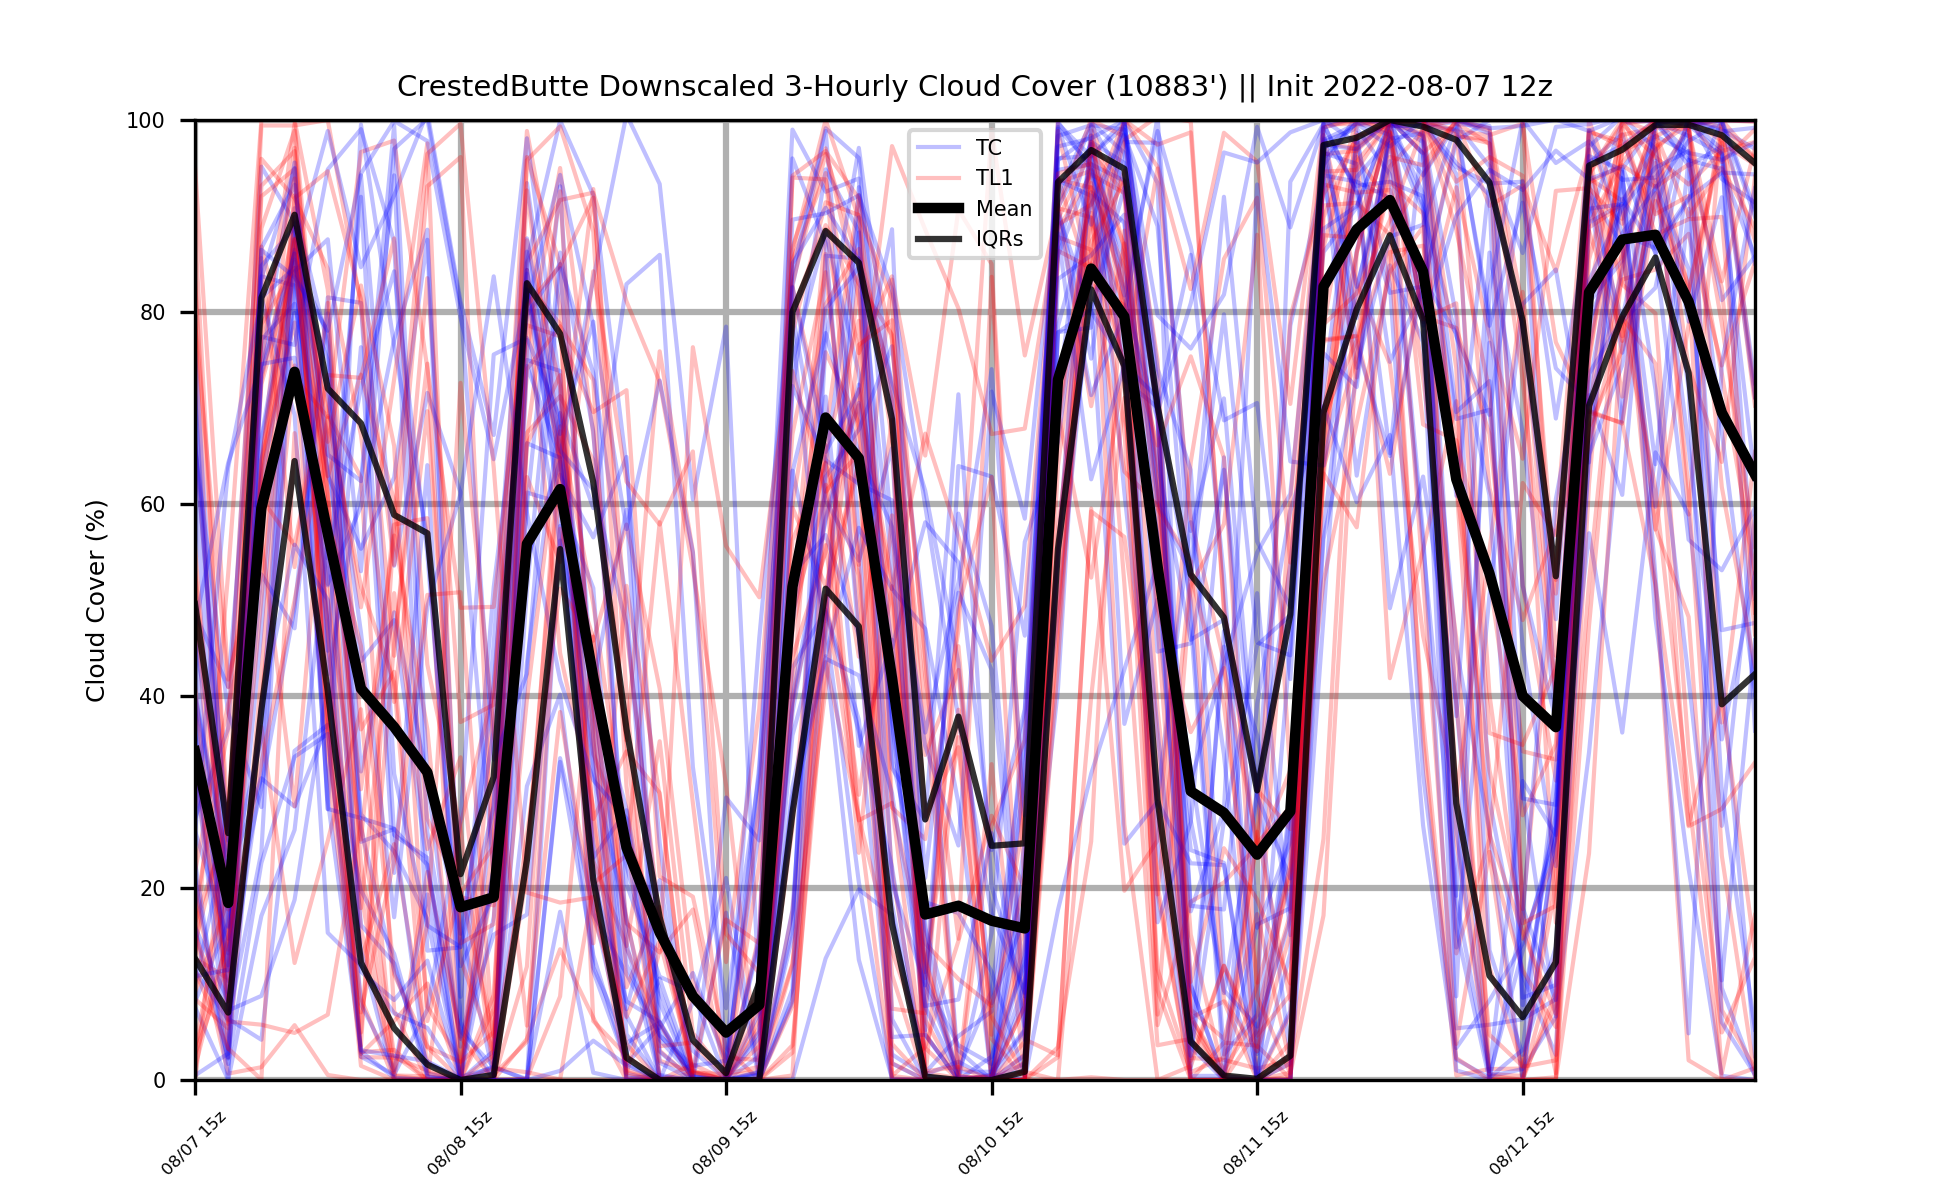 CrestedButte Downscaled 3-Hourly Cloud Cover (10883') || Init 2022-08-07 12z
100
80
60
40
20
0
Cloud Cover (%)
TC
TL1
Mean
IQRs
08/07 15z
08/08 15z
08/09 15z
08/10 15z
08/11 15z
08/12 15z